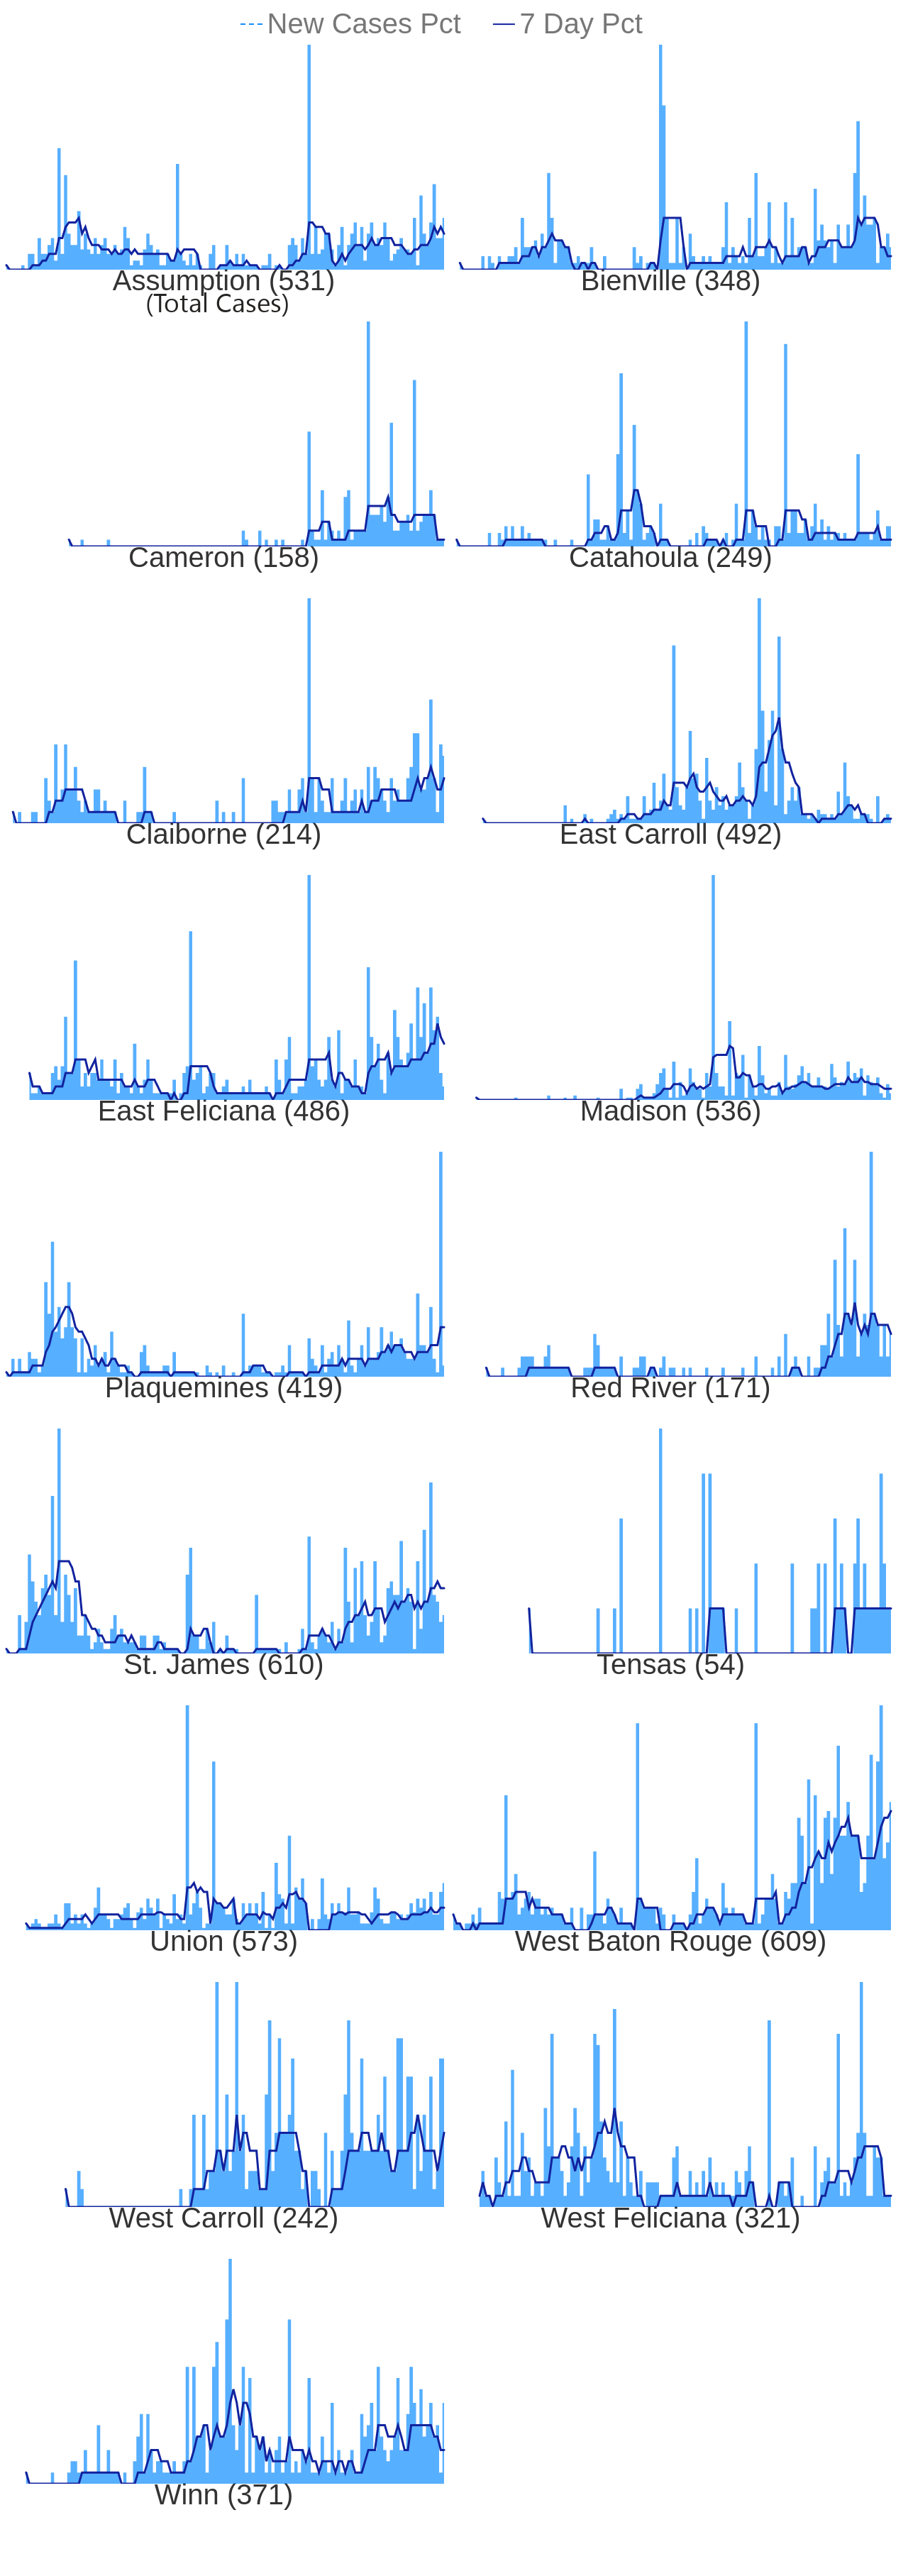 New Cases Pct 7 Day Pct
Assumption (531) Bienville (348)
(Total Cases)
Cameron (158) Catahoula (249)
Claiborne (214) East Carroll (492)
East Feliciana (486) Madison (536)
Plaquemines (419) Red River (171)
St. James (610) Tensas (54)
Union (573) West Baton Rouge (609)
West Carroll (242) West Feliciana (321)
Winn (371)